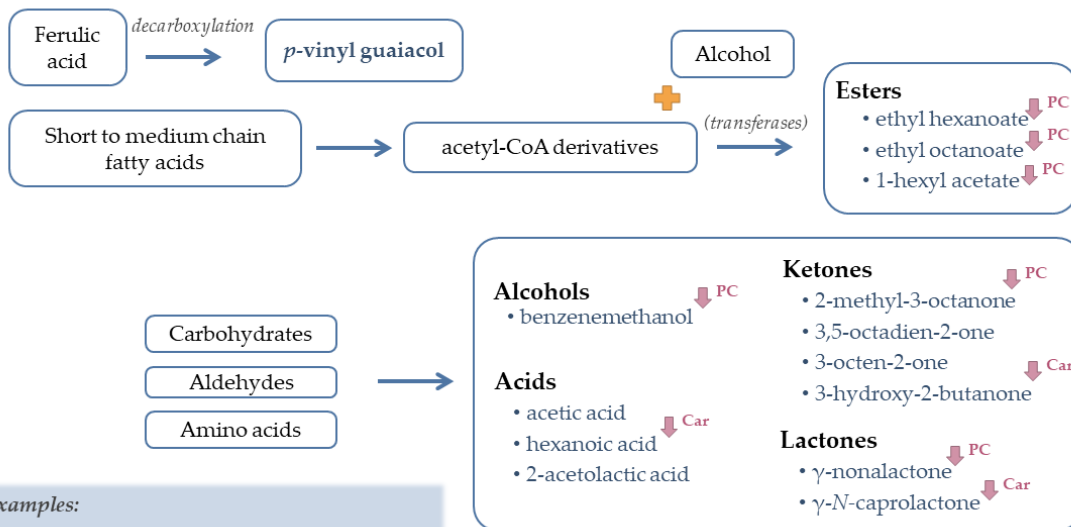 Ferulic
acid
decarboxylation
p-vinyl guaiacol
Alcohol
Short to medium chain
fatty acids
acetyl-CoA derivatives
(transferases)
Esters
• ethyl hexanoate PC
• ethyl octanoate PC
• 1-hexyl acetate PC
Carbohydrates
Aldehydes
Amino acids
Alcohols
• benzenemethanol PC
Acids
• acetic acid
• hexanoic acid Car
• 2-acetolactic acid
Ketones
• 2-methyl-3-octanone PC
• 3,5-octadien-2-one
• 3-octen-2-one
• 3-hydroxy-2-butanone Car
Lactones
• γ-nonalactone PC
• γ-N-caprolactone Car
xamples: